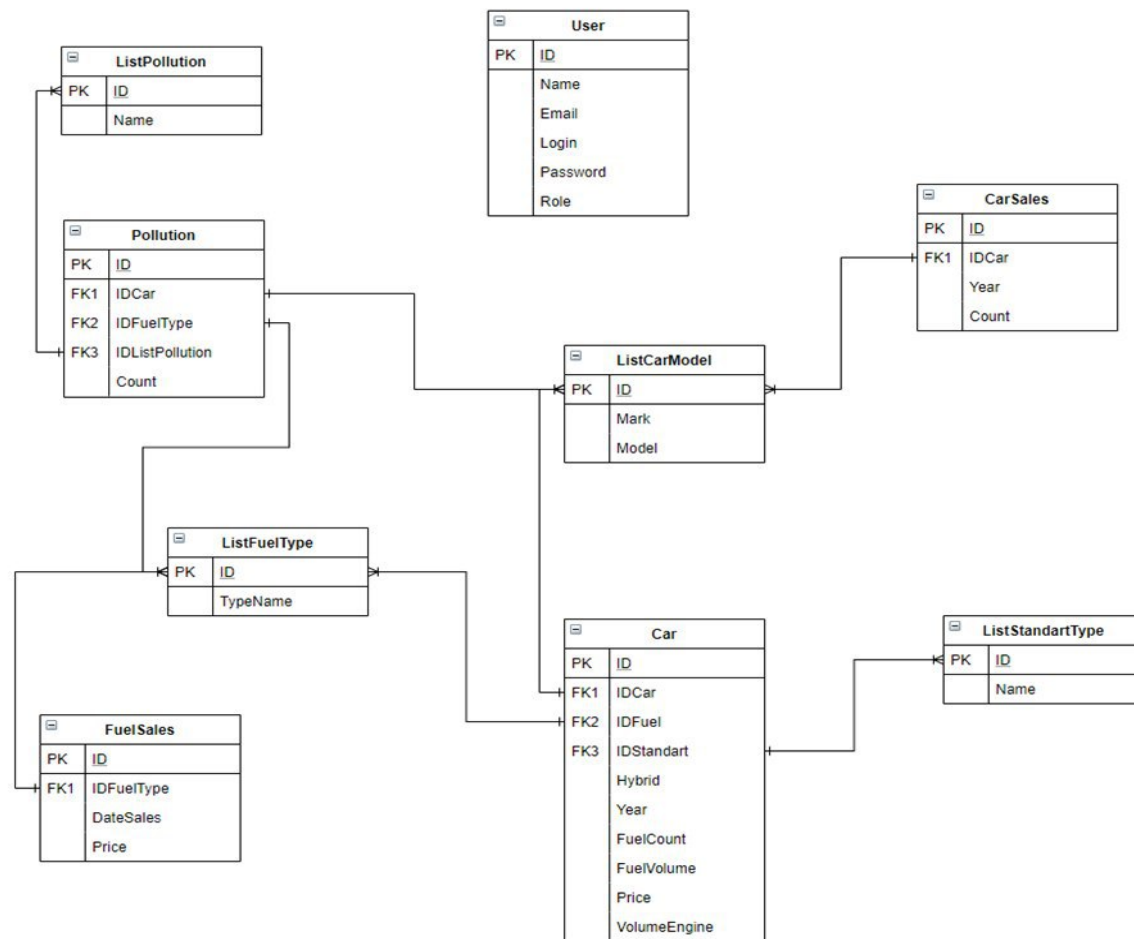 User
PK ID
Name
Email
Login
Password
Role
ListPollution
PK ID
Name
Pollution
PK ID
FK1 IDCar
FK2 IDFuelType
FK3 IDListPollution
Count
CarSales
PK ID
FK1 IDCar
Year
Count
ListCarModel
PK ID
Mark
Model
ListFuelType
PK ID
TypeName
Car
PK ID
FK1 IDCar
FK2 IDFuel
FK3 IDStandart
Hybrid
Year
FuelCount
FuelVolume
Price
VolumeEngine
ListStandartType
PK ID
Name
FuelSales
PK ID
FK1 IDFuelType
DateSales
Price